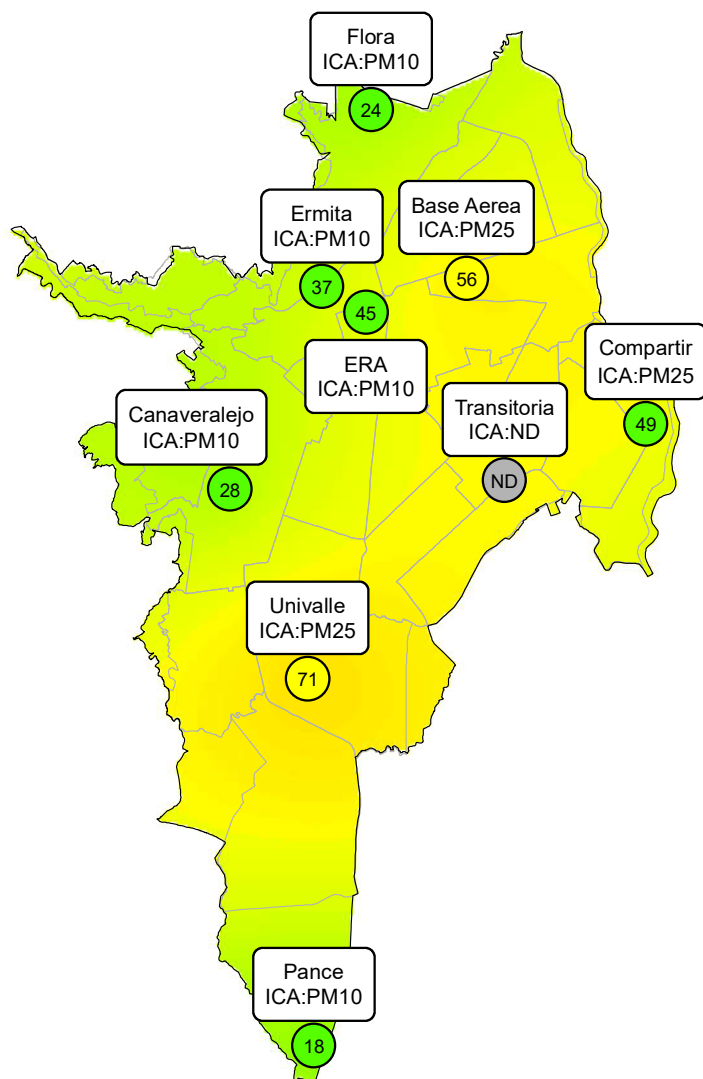 Flora
ICA:PM10
24
Ermita
ICA:PM10
37
Base Aerea
ICA:PM25
56
45
ERA
ICA:PM10
Compartir
ICA:PM25
49
Canaveralejo
ICA:PM10
28
Transitoria
ICA:ND
ND
Univalle
ICA:PM25
71
Pance
ICA:PM10
18